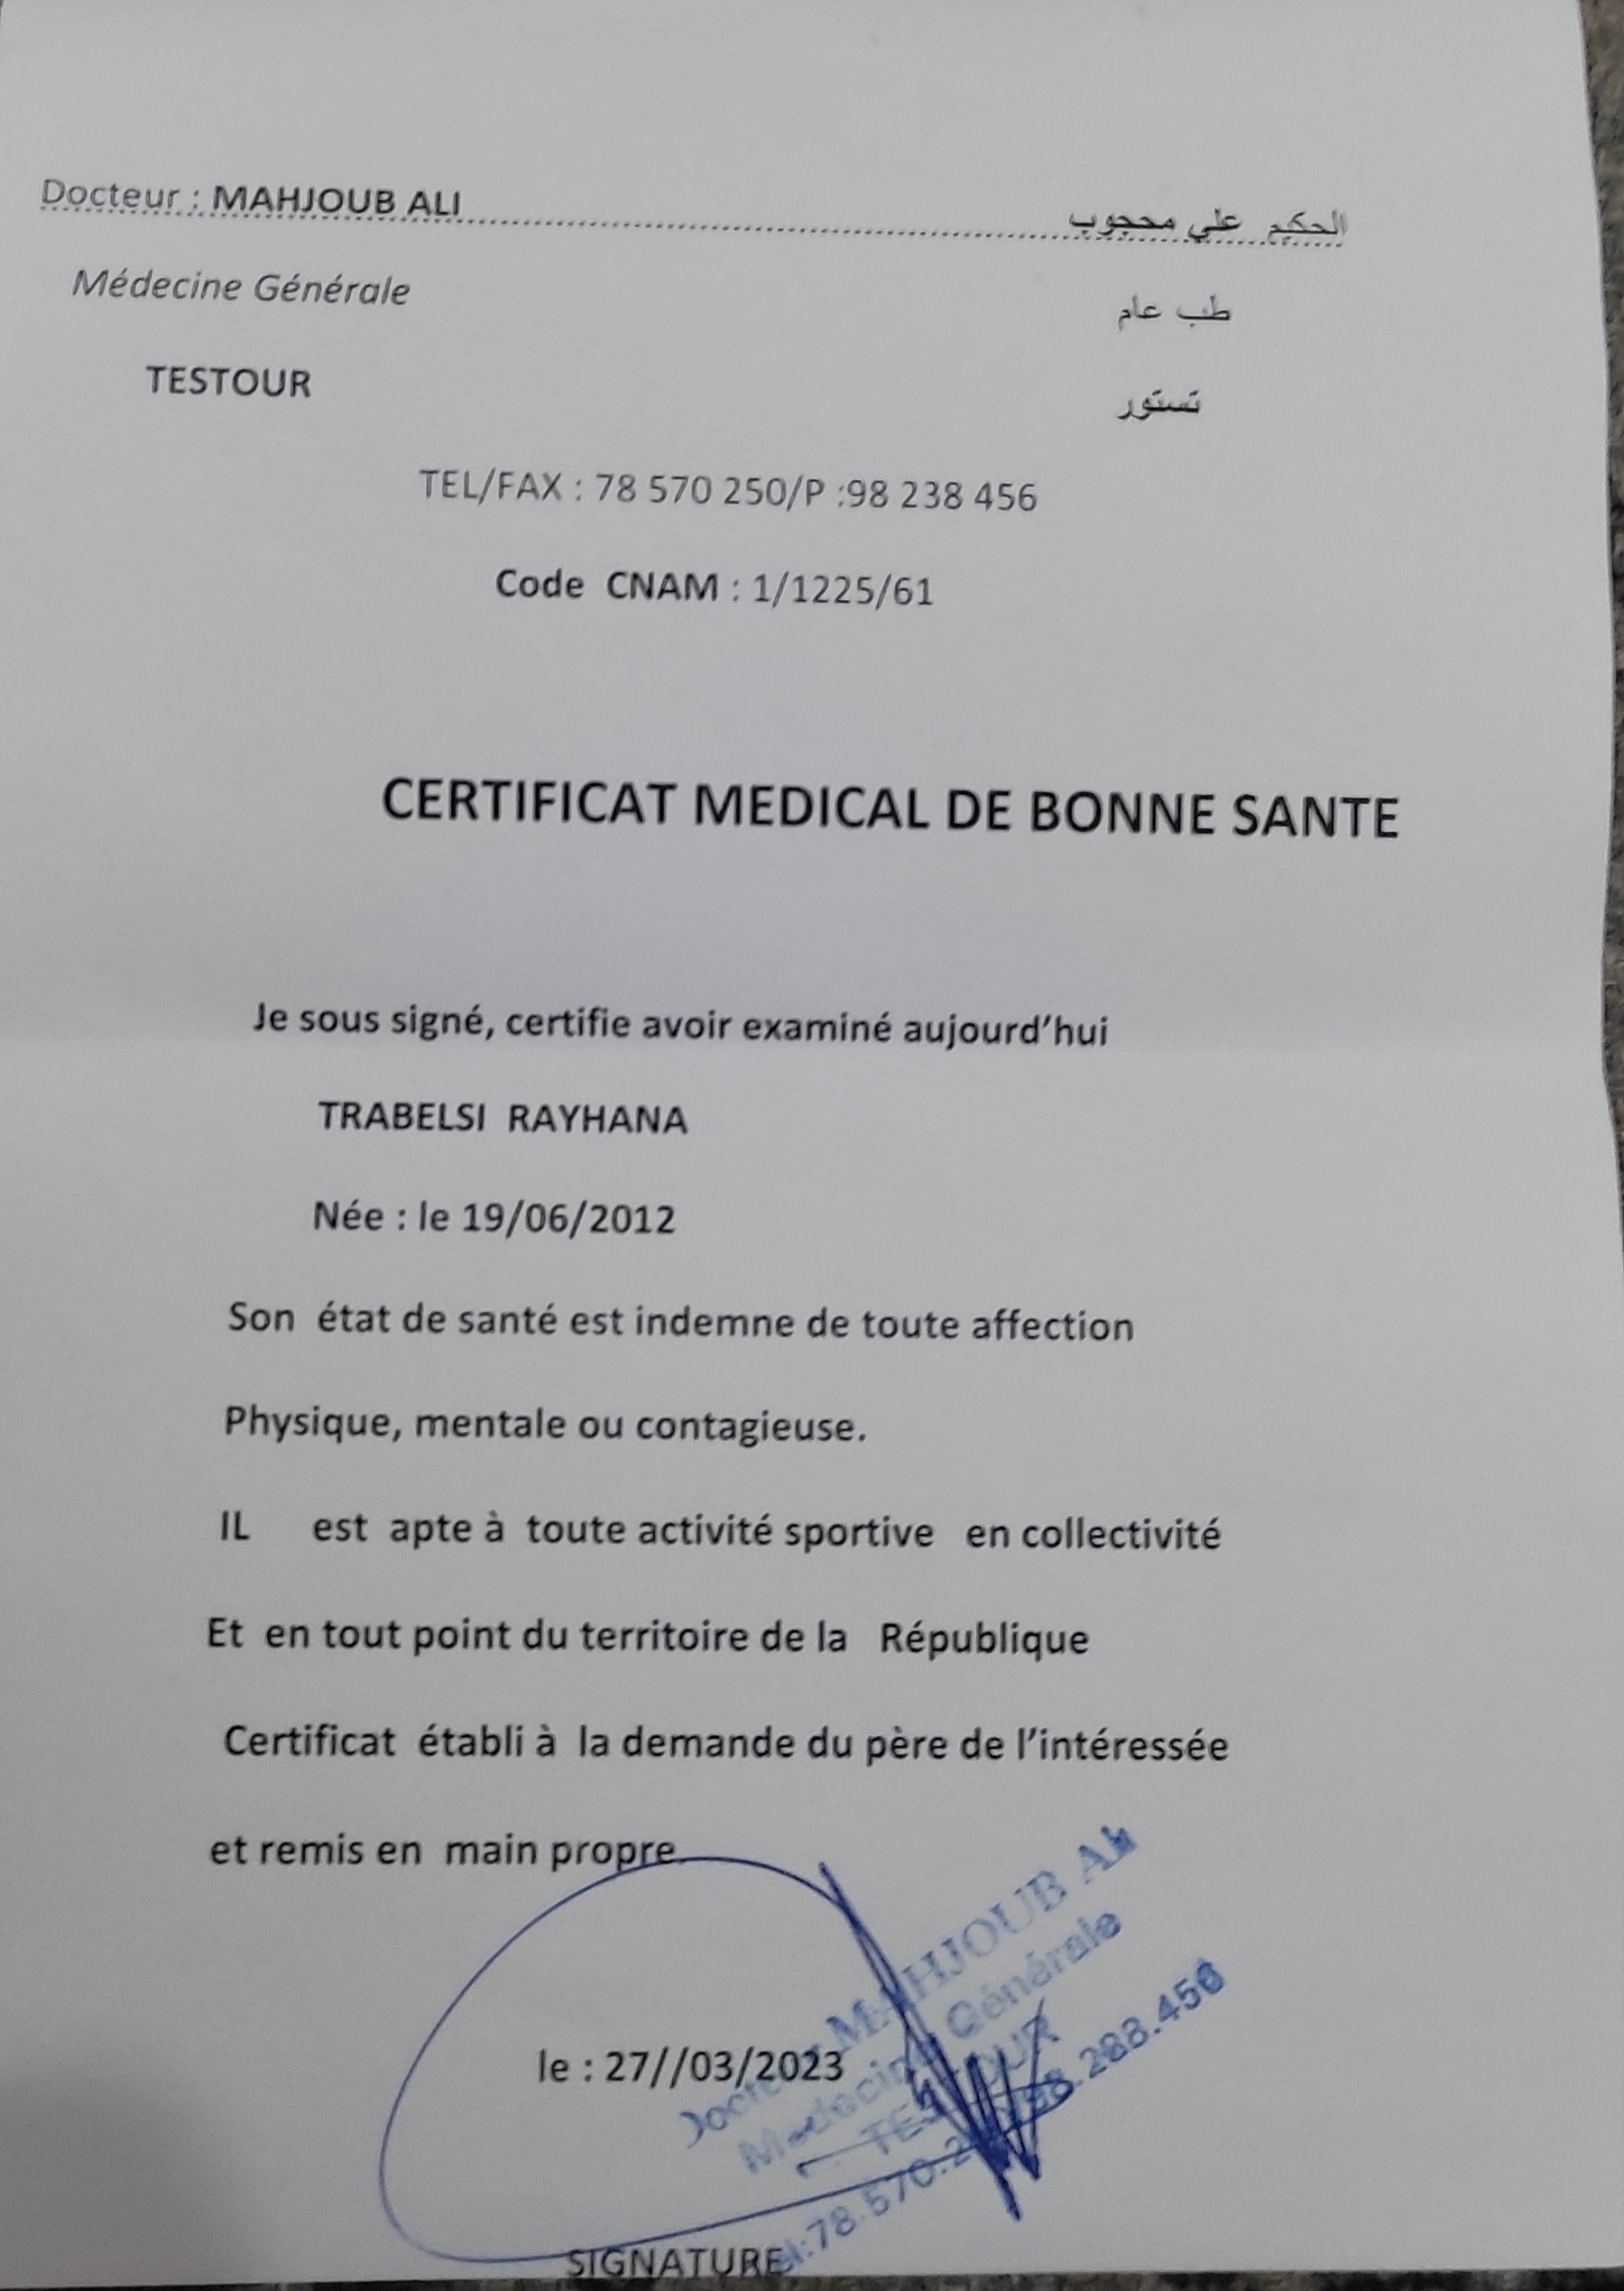 Docteur : MAHJOUB ALI الحكيم علي محجوب
Médecine Générale طب عام
TESTOUR تستور
TEL/FAX : 78 570 250/P :98 238 456
Code CNAM : 1/1225/61
CERTIFICAT MEDICAL DE BONNE SANTE
Je sous signé, certifie avoir examiné aujourd'hui
TRABELSI RAYHANA
Née : le 19/06/2012
Son état de santé est indemne de toute affection
Physique, mentale ou contagieuse.
IL est apte à toute activité sportive en collectivité
Et en tout point du territoire de la République
Certificat établi à la demande du père de l'intéressée
et remis en main propre
MAHJOUB Ali
Générale
le : 27//03/2023
SIGNATURE